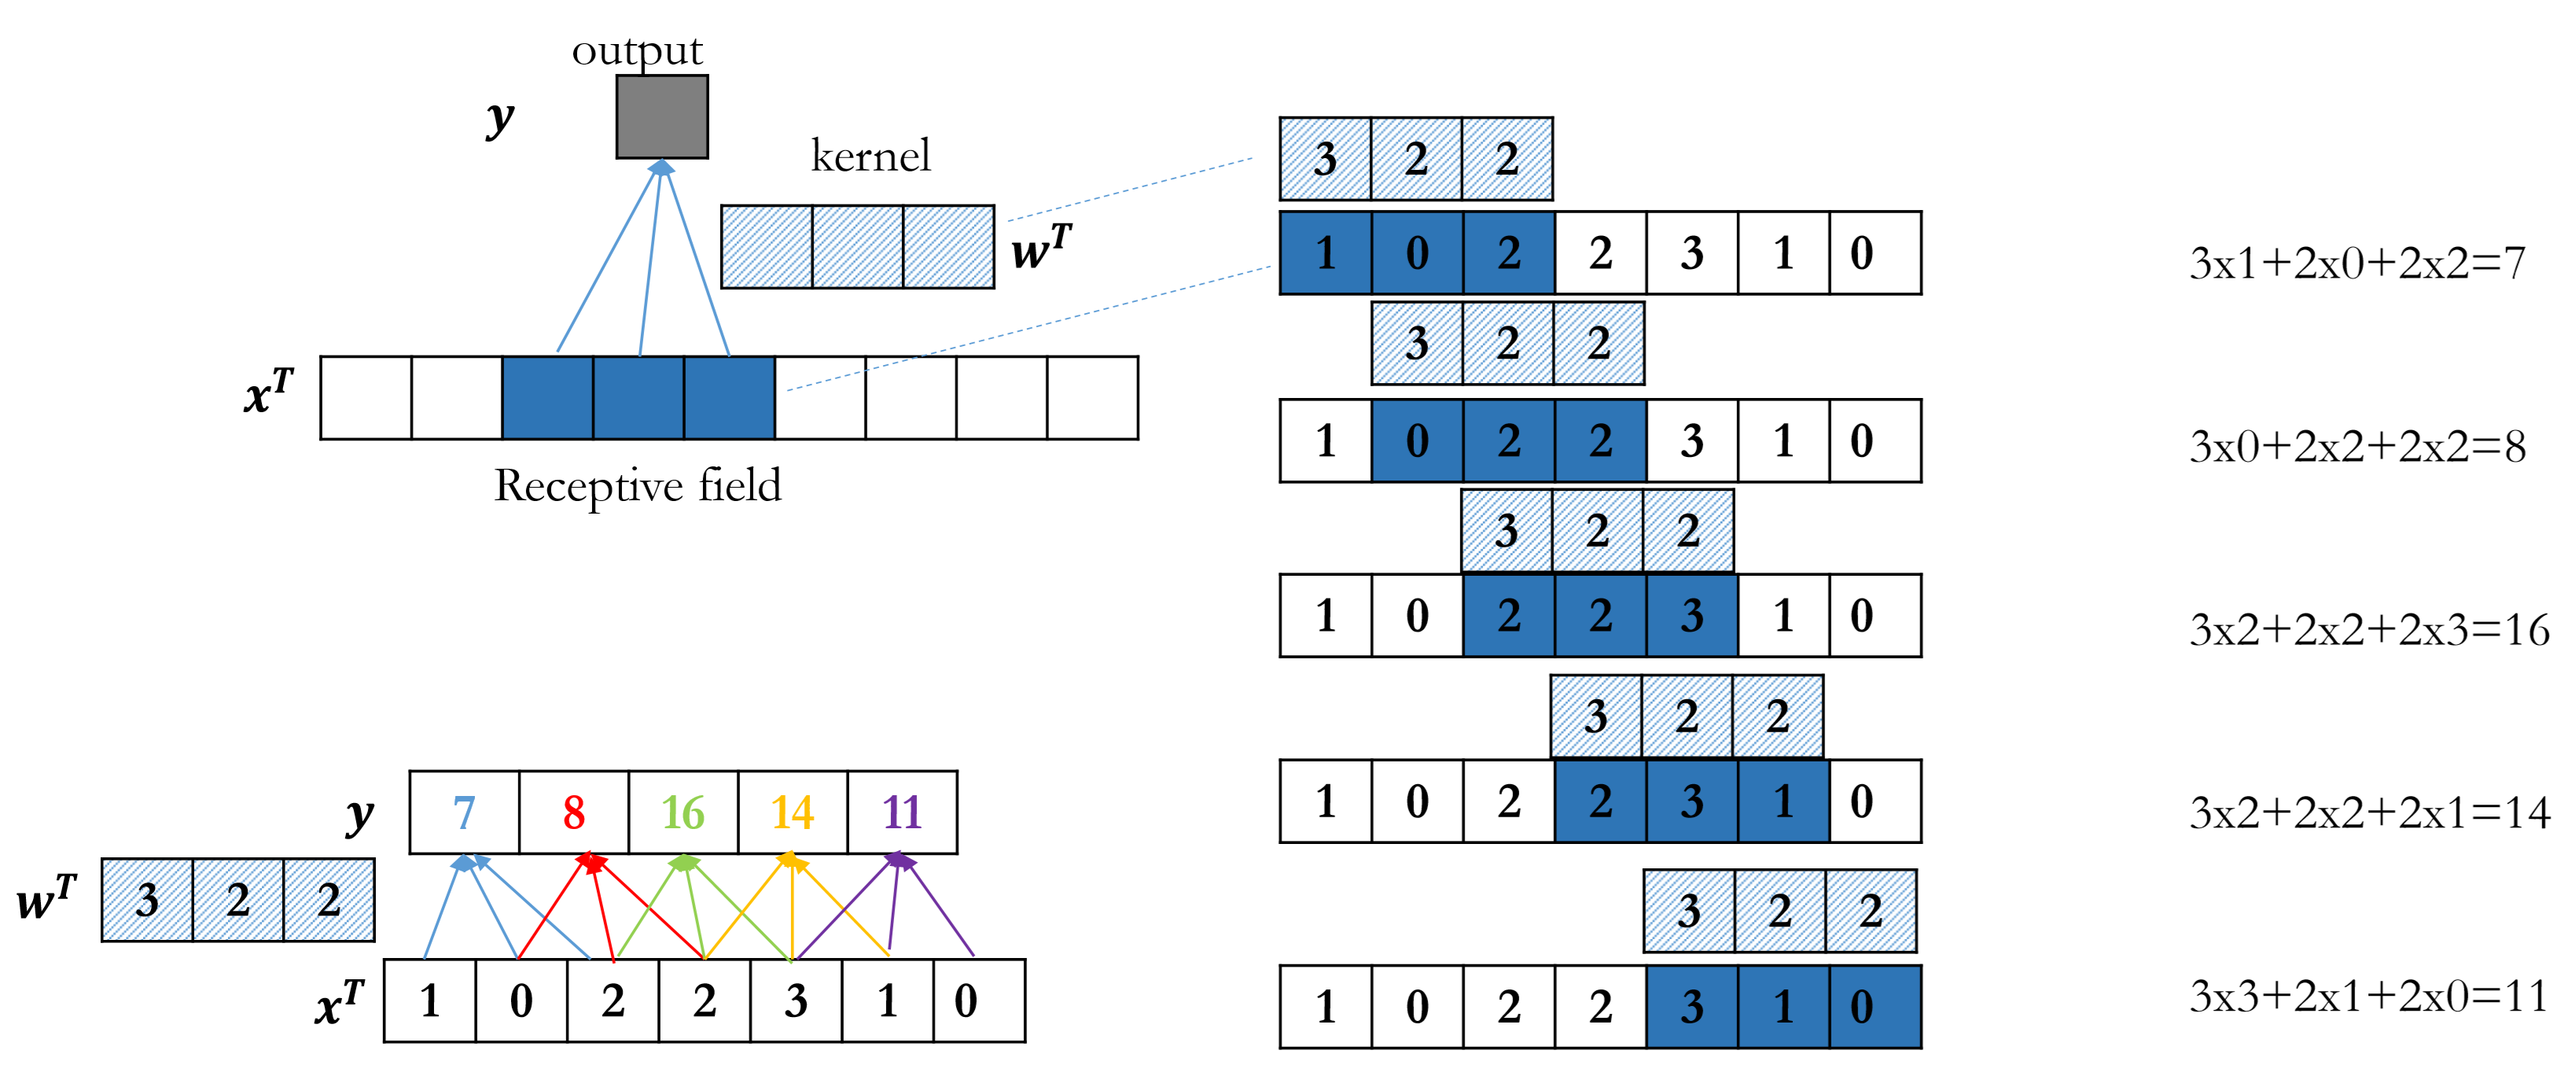 output
y
kernel
w^T
x^T
Receptive field
3 2 2
1 0 2 2 3 1 0
3x1+2x0+2x2=7
3 2 2
1 0 2 2 3 1 0
3x0+2x2+2x2=8
3 2 2
1 0 2 2 3 1 0
3x2+2x2+2x3=16
3 2 2
1 0 2 2 3 1 0
3x2+2x2+2x1=14
3 2 2
1 0 2 2 3 1 0
3x3+2x1+2x0=11
y 7 8 16 14 11
w^T 3 2 2
x^T 1 0 2 2 3 1 0